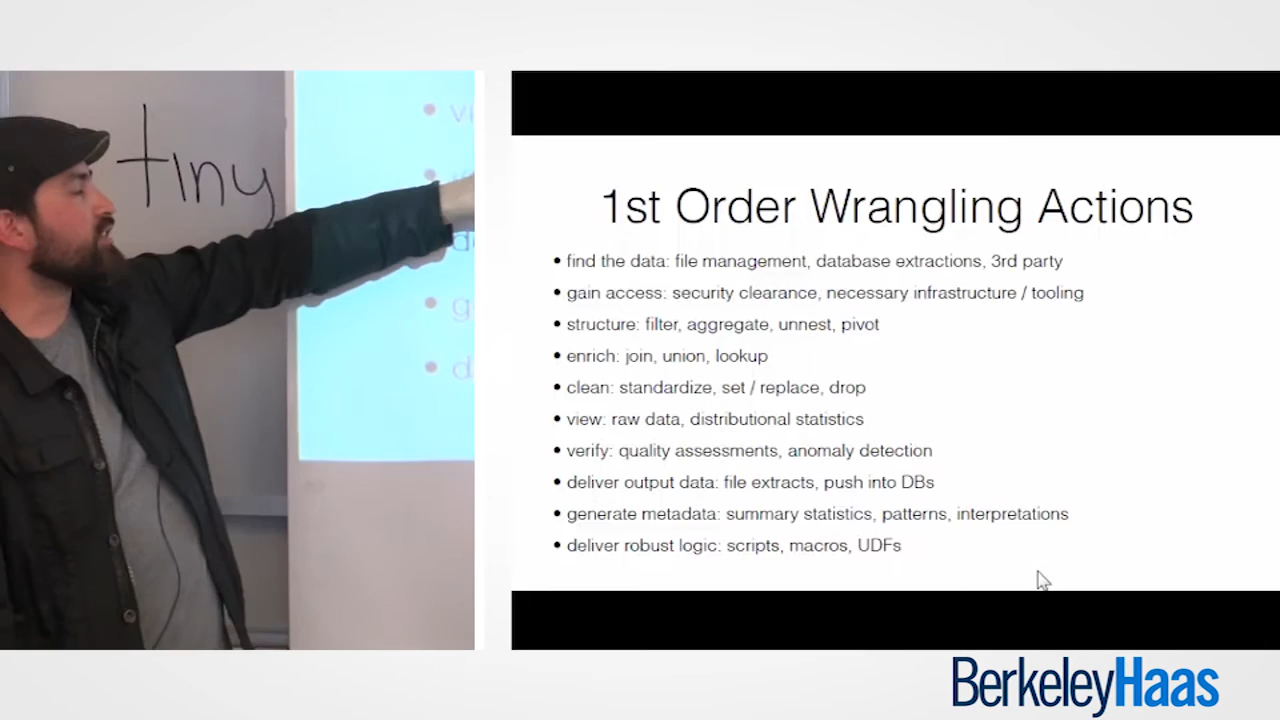 tiny
1st Order Wrangling Actions
• find the data: file management, database extractions, 3rd party
• gain access: security clearance, necessary infrastructure / tooling
• structure: filter, aggregate, unnest, pivot
• enrich: join, union, lookup
• clean: standardize, set / replace, drop
• view: raw data, distributional statistics
• verify: quality assessments, anomaly detection
• deliver output data: file extracts, push into DBs
• generate metadata: summary statistics, patterns, interpretations
• deliver robust logic: scripts, macros, UDFs
BerkeleyHaas